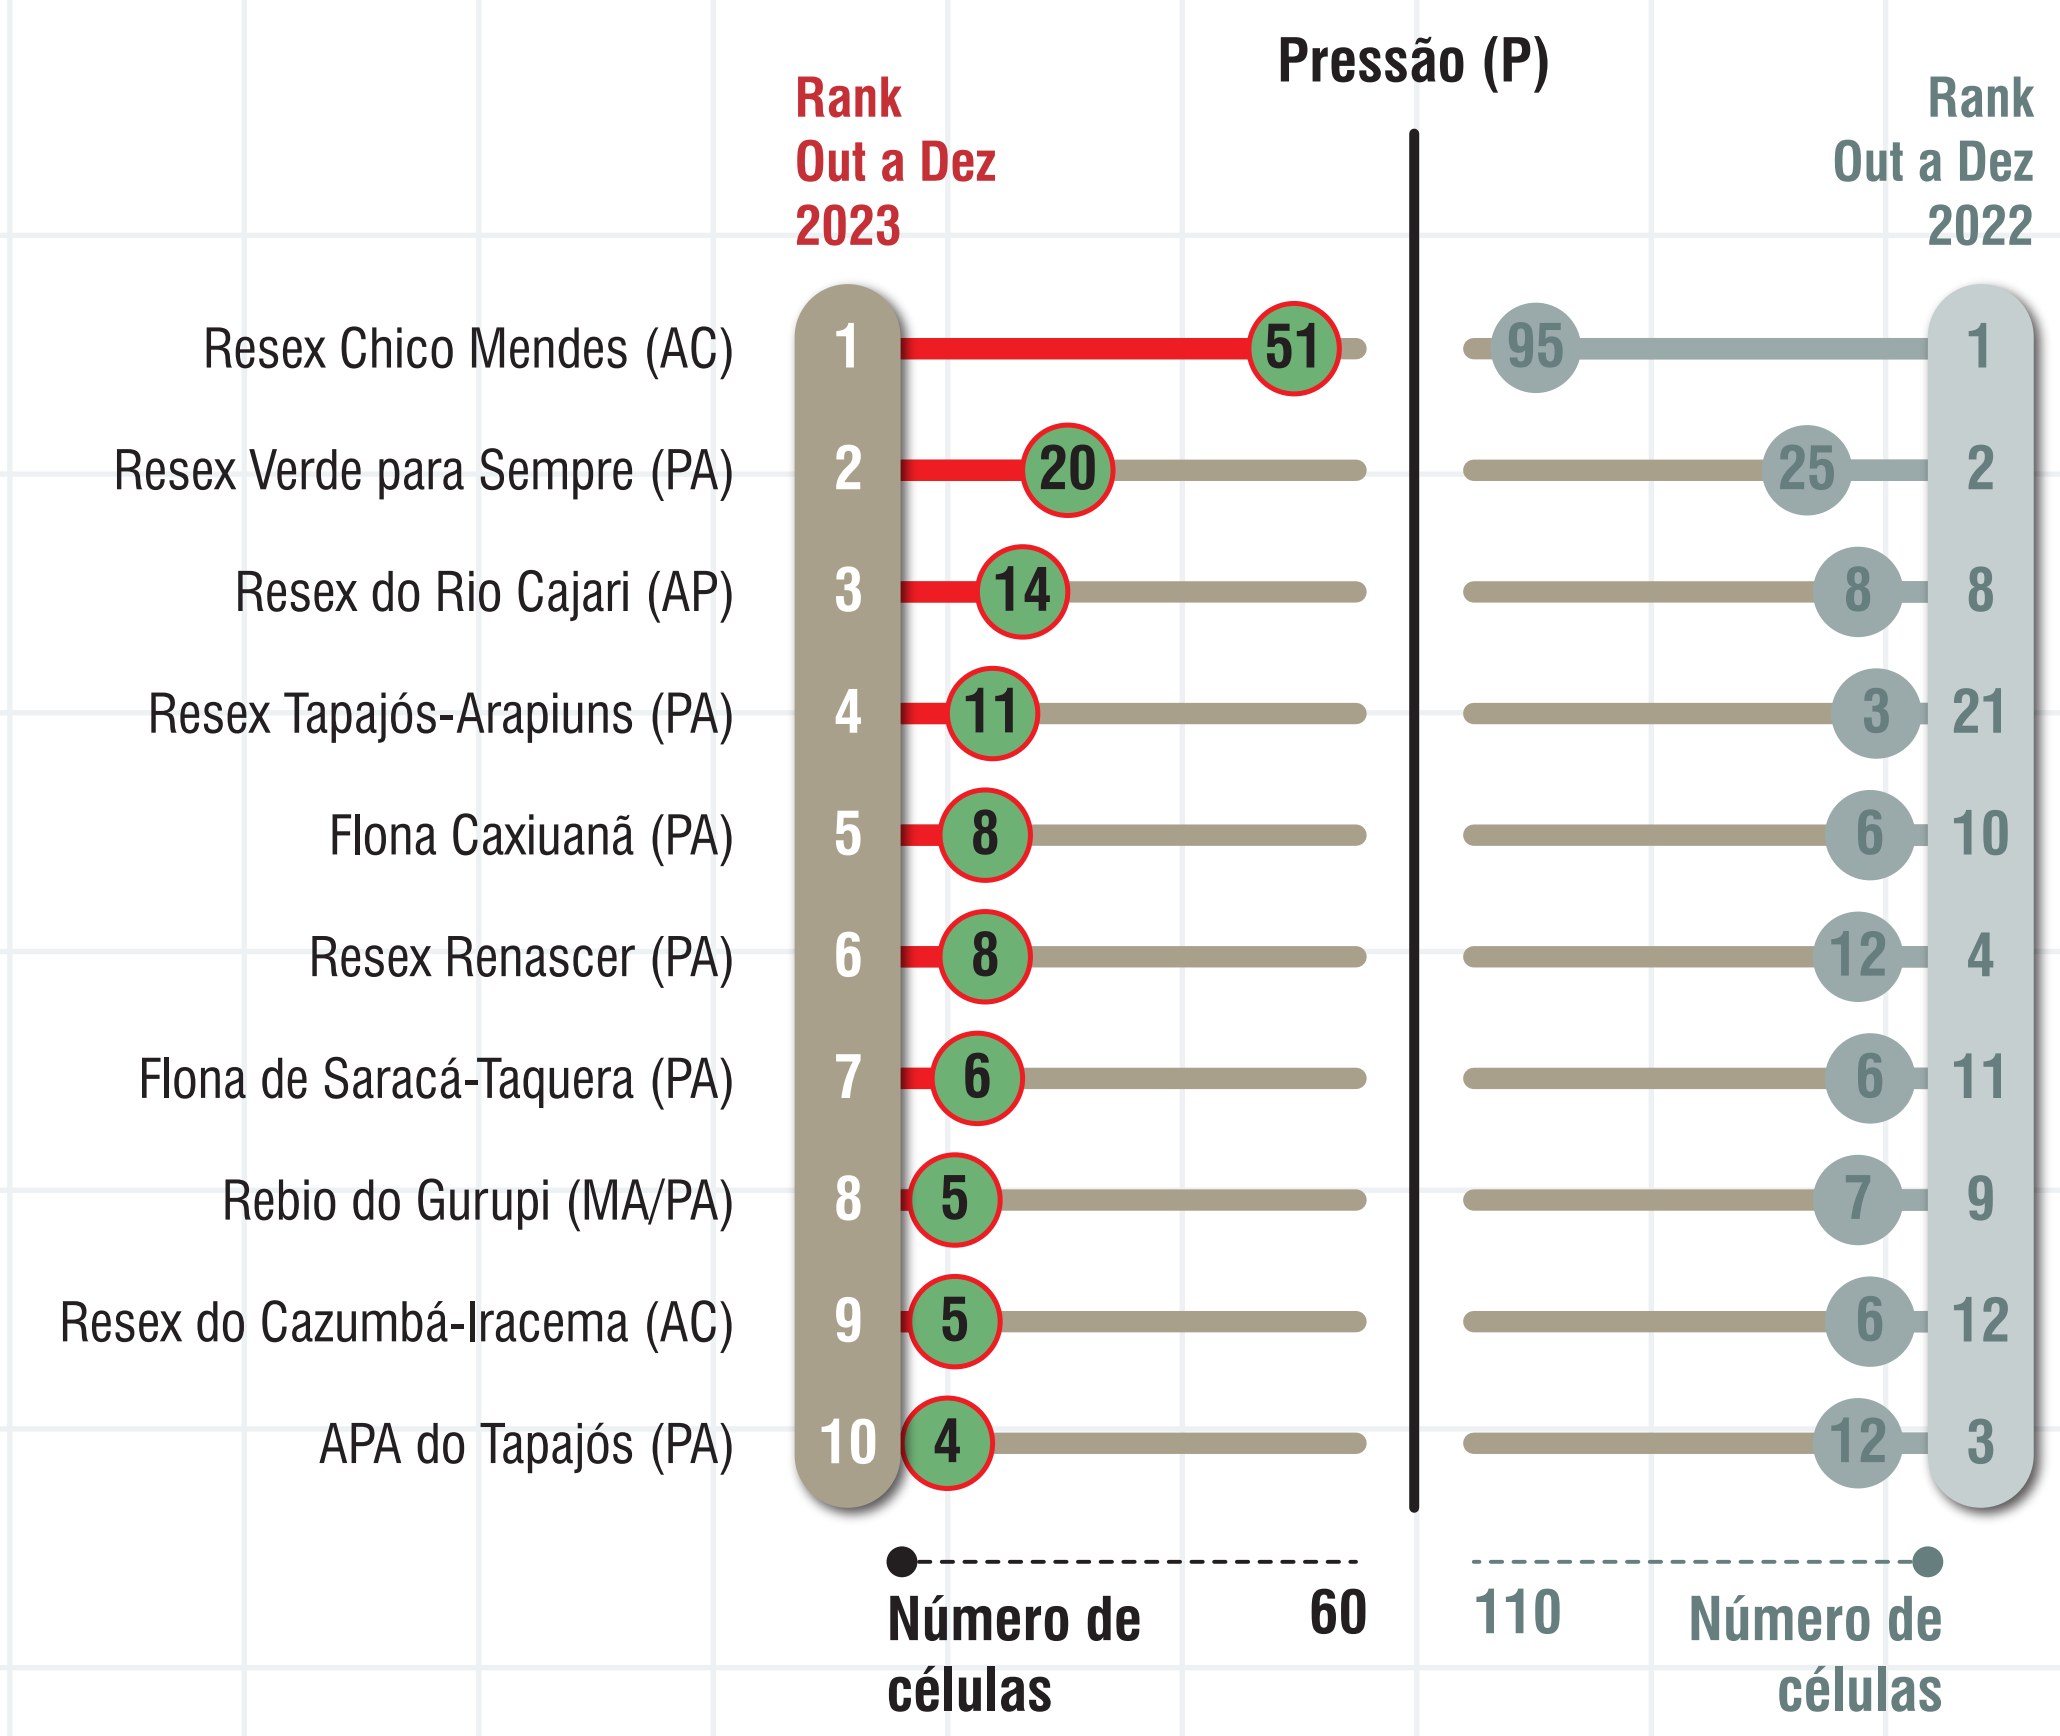 Pressão (P)
Rank
Out a Dez
2023
Rank
Out a Dez
2022
Resex Chico Mendes (AC) 1 51 95 1
Resex Verde para Sempre (PA) 2 20 25 2
Resex do Rio Cajari (AP) 3 14 8 8
Resex Tapajós-Arapiuns (PA) 4 11 3 21
Flona Caxiuanã (PA) 5 8 6 10
Resex Renascer (PA) 6 8 12 4
Flona de Saracá-Taquera (PA) 7 6 6 11
Rebio do Gurupi (MA/PA) 8 5 7 9
Resex do Cazumbá-Iracema (AC) 9 5 6 12
APA do Tapajós (PA) 10 4 12 3
Número de
células
60
110
Número de
células